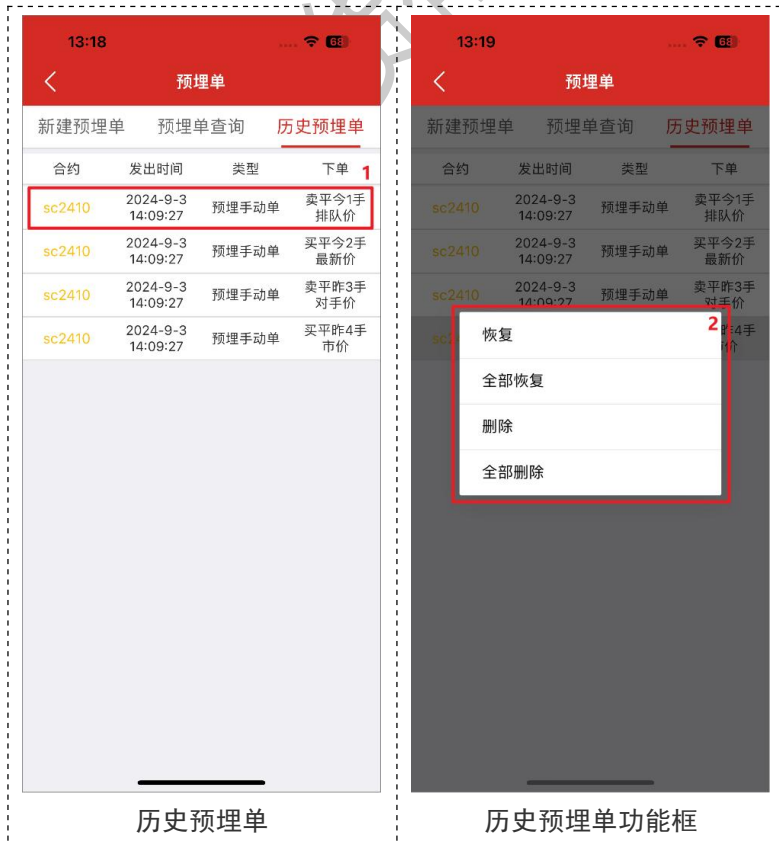 13:18
68
预埋单
新建预埋单 预埋单查询 历史预埋单
合约 发出时间 类型 下单 1
sc2410 2024-9-3 14:09:27 预埋手动单 卖平今1手 排队价
sc2410 2024-9-3 14:09:27 预埋手动单 买平今2手 最新价
sc2410 2024-9-3 14:09:27 预埋手动单 卖平昨3手 对手价
sc2410 2024-9-3 14:09:27 预埋手动单 买平昨4手 市价
历史预埋单
13:19
68
预埋单
新建预埋单 预埋单查询 历史预埋单
合约 发出时间 类型 下单
sc2410 2024-9-3 14:09:27 预埋手动单 卖平今1手 排队价
sc2410 2024-9-3 14:09:27 预埋手动单 买平今2手 最新价
sc2410 2024-9-3 14:09:27 预埋手动单 卖平昨3手 对手价
2
4手
恢复
全部恢复
删除
全部删除
历史预埋单功能框